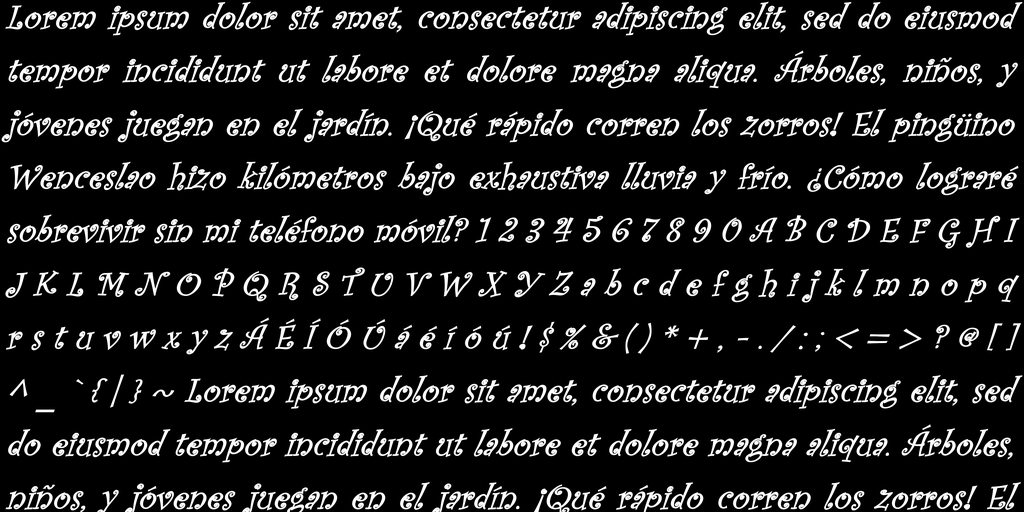 Lorem ipsum dolor sit amet, consectetur adipiscing elit, sed do eiusmod
tempor incididunt ut labore et dolore magna aliqua. Árboles, niños, y
jóvenes juegan en el jardín. ¡Qué rápido corren los zorros! El pingüino
Wenceslao hizo kilómetros bajo exhaustiva lluvia y frío. ¿Cómo lograré
sobrevivir sin mi teléfono móvil? 1 2 3 4 5 6 7 8 9 0 A B C D E F G H I
J K L M N O P Q R S T U V W X Y Z a b c d e f g h i j k l m n o p q
r s t u v w x y z Á É Í Ó Ú á é í ó ú ! $ % & ( ) * + , - . / : ; < = > ? @ [ ]
^ _ ` { | } ~ Lorem ipsum dolor sit amet, consectetur adipiscing elit, sed
do eiusmod tempor incididunt ut labore et dolore magna aliqua. Árboles,
niños, y jóvenes juegan en el jardín. ¡Qué rápido corren los zorros! El